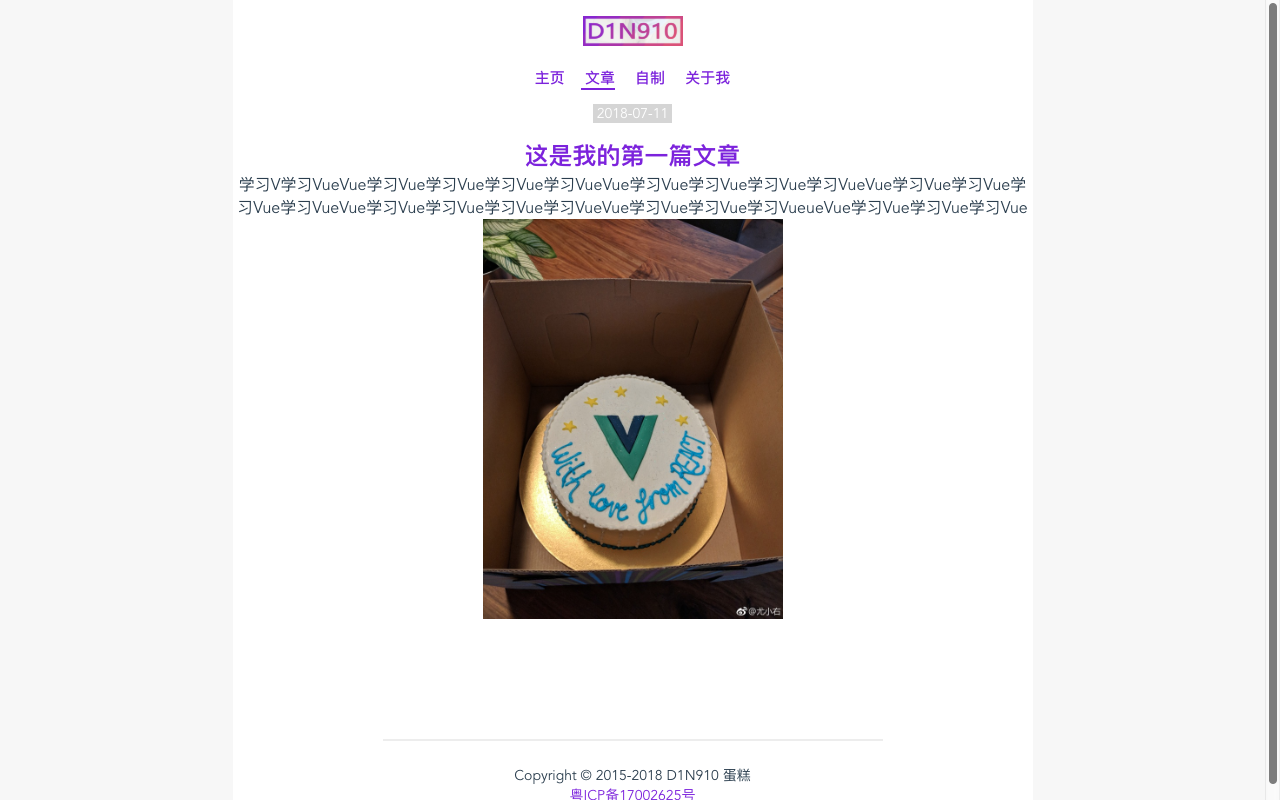 D1N910
主页 文章 自制 关于我
2018-07-11
这是我的第一篇文章
学习V学习VueVue学习Vue学习Vue学习Vue学习VueVue学习Vue学习Vue学习Vue学习VueVue学习Vue学习Vue学
习Vue学习VueVue学习Vue学习Vue学习Vue学习VueVue学习Vue学习Vue学习VueueVue学习Vue学习Vue学习Vue
With love from REACT
@尤小右
Copyright © 2015-2018 D1N910 蛋糕
粤ICP备17002625号